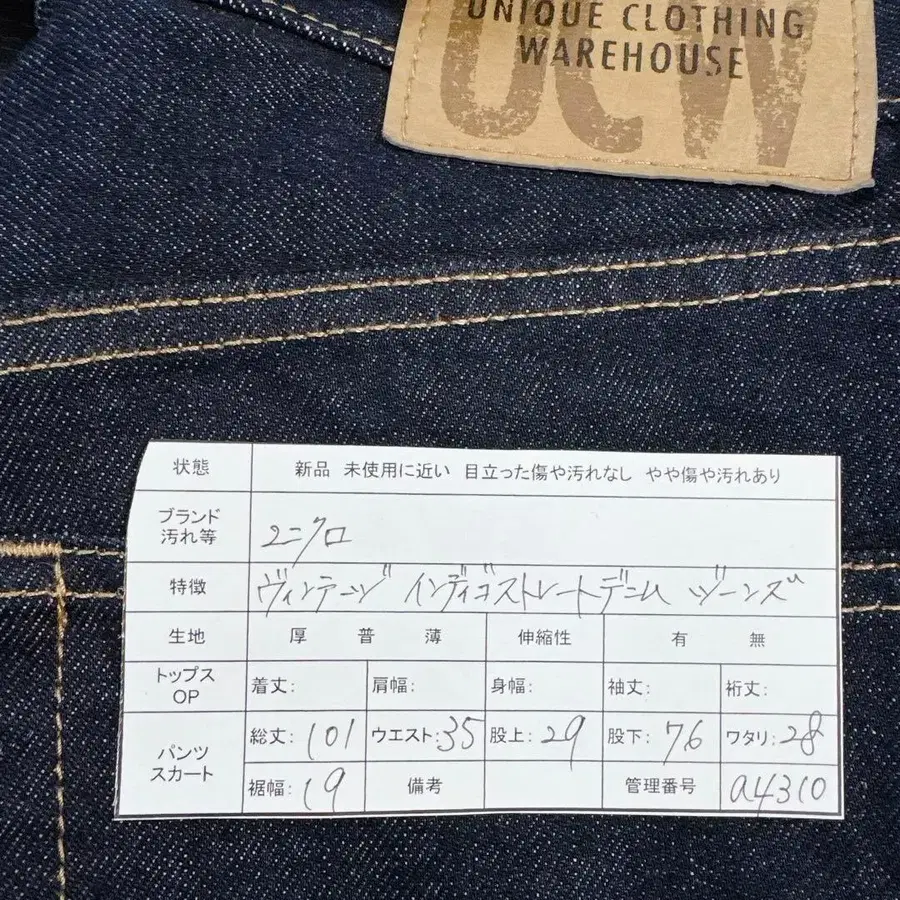 UNIQUE CLOTHING
WAREHOUSE
UCW
状態 新品 未使用に近い 目立った傷や汚れなし やや傷や汚れあり
ブランド
汚れ等 ユニクロ
特徴 ヴィンテージ インディゴストレートデニム ジーンズ
生地 厚 普 薄 伸縮性 有 無
トップス
OP 着丈: 肩幅: 身幅: 袖丈: 裄丈:
パンツ
スカート 総丈: 101 ウエスト: 35 股上: 29 股下: 76 ワタリ: 28
裾幅: 19 備考 管理番号 a4310